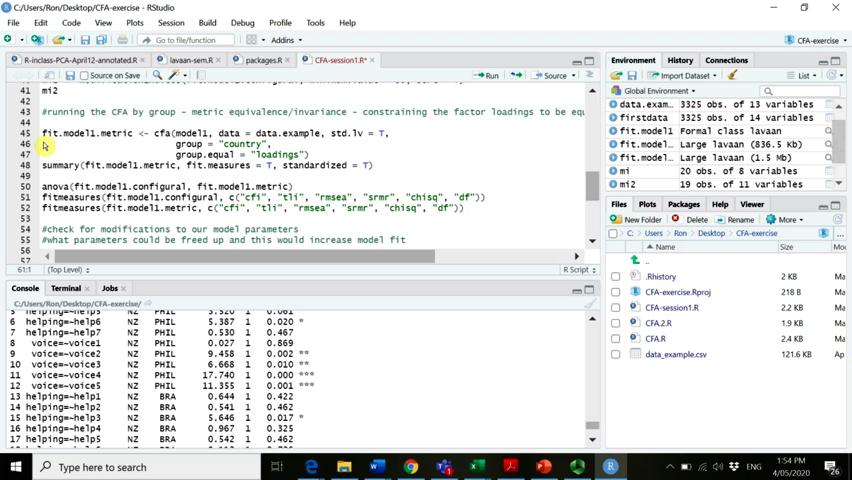 C:/Users/Ron/Desktop/CFA-exercise - RStudio
File Edit Code View Plots Session Build Debug Profile Tools Help
Go to file/function Addins CFA-exercise
R-inclass-PCA-April12-annotated.R lavaan-sem.R packages.R CFA-session1.R*
Source on Save Run Source
41 mi2
42
43 #running the CFA by group - metric equivalence/invariance - constraining the factor loadings to be equ
44
45 fit.model1.metric <- cfa(model1, data = data.example, std.lv = T,
46 group = "country",
47 group.equal = "loadings")
48 summary(fit.model1.metric, fit.measures = T, standardized = T)
49
50 anova(fit.model1.configural, fit.model1.metric)
51 fitmeasures(fit.model1.configural, c("cfi", "tli", "rmsea", "srmr", "chisq", "df"))
52 fitmeasures(fit.model1.metric, c("cfi", "tli", "rmsea", "srmr", "chisq", "df"))
53
54 #check for modifications to our model parameters
55 #what parameters could be freed up and this would increase model fit
56
57
61:1 (Top Level) R Script
Console Terminal Jobs
C:/Users/Ron/Desktop/CFA-exercise/
6 helping=~help6 NZ PHIL 5.387 1 0.020 *
7 helping=~help7 NZ PHIL 0.530 1 0.467
8 voice=~voice1 NZ PHIL 0.027 1 0.869
9 voice=~voice2 NZ PHIL 9.458 1 0.002 **
10 voice=~voice3 NZ PHIL 6.668 1 0.010 **
11 voice=~voice4 NZ PHIL 17.740 1 0.000 ***
12 voice=~voice5 NZ PHIL 11.355 1 0.001 ***
13 helping=~help1 NZ BRA 0.644 1 0.422
14 helping=~help2 NZ BRA 0.541 1 0.462
15 helping=~help3 NZ BRA 5.646 1 0.017 *
16 helping=~help4 NZ BRA 0.967 1 0.325
17 helping=~help5 NZ BRA 0.542 1 0.462
Environment History Connections
Import Dataset List
Global Environment
data.exam… 3325 obs. of 13 variables
firstdata 3325 obs. of 2 variables
fit.model… Formal class lavaan
fit.model… Large lavaan (836.5 Kb)
fit.model… Large lavaan (1.5 Mb)
mi 20 obs. of 8 variables
mi2 19 obs. of 11 variables
Files Plots Packages Help Viewer
New Folder Delete Rename More
C: Users Ron Desktop CFA-exercise ...
Name Size Mo
..
.Rhistory 2 KB Ma
CFA-exercise.Rproj 218 B Ma
CFA-session1.R 2.2 KB Ma
CFA.2.R 1.9 KB Ma
CFA.R 2.4 KB Ma
data_example.csv 121.6 KB Ap
Type here to search
ENG
1:54 PM
4/05/2020
26